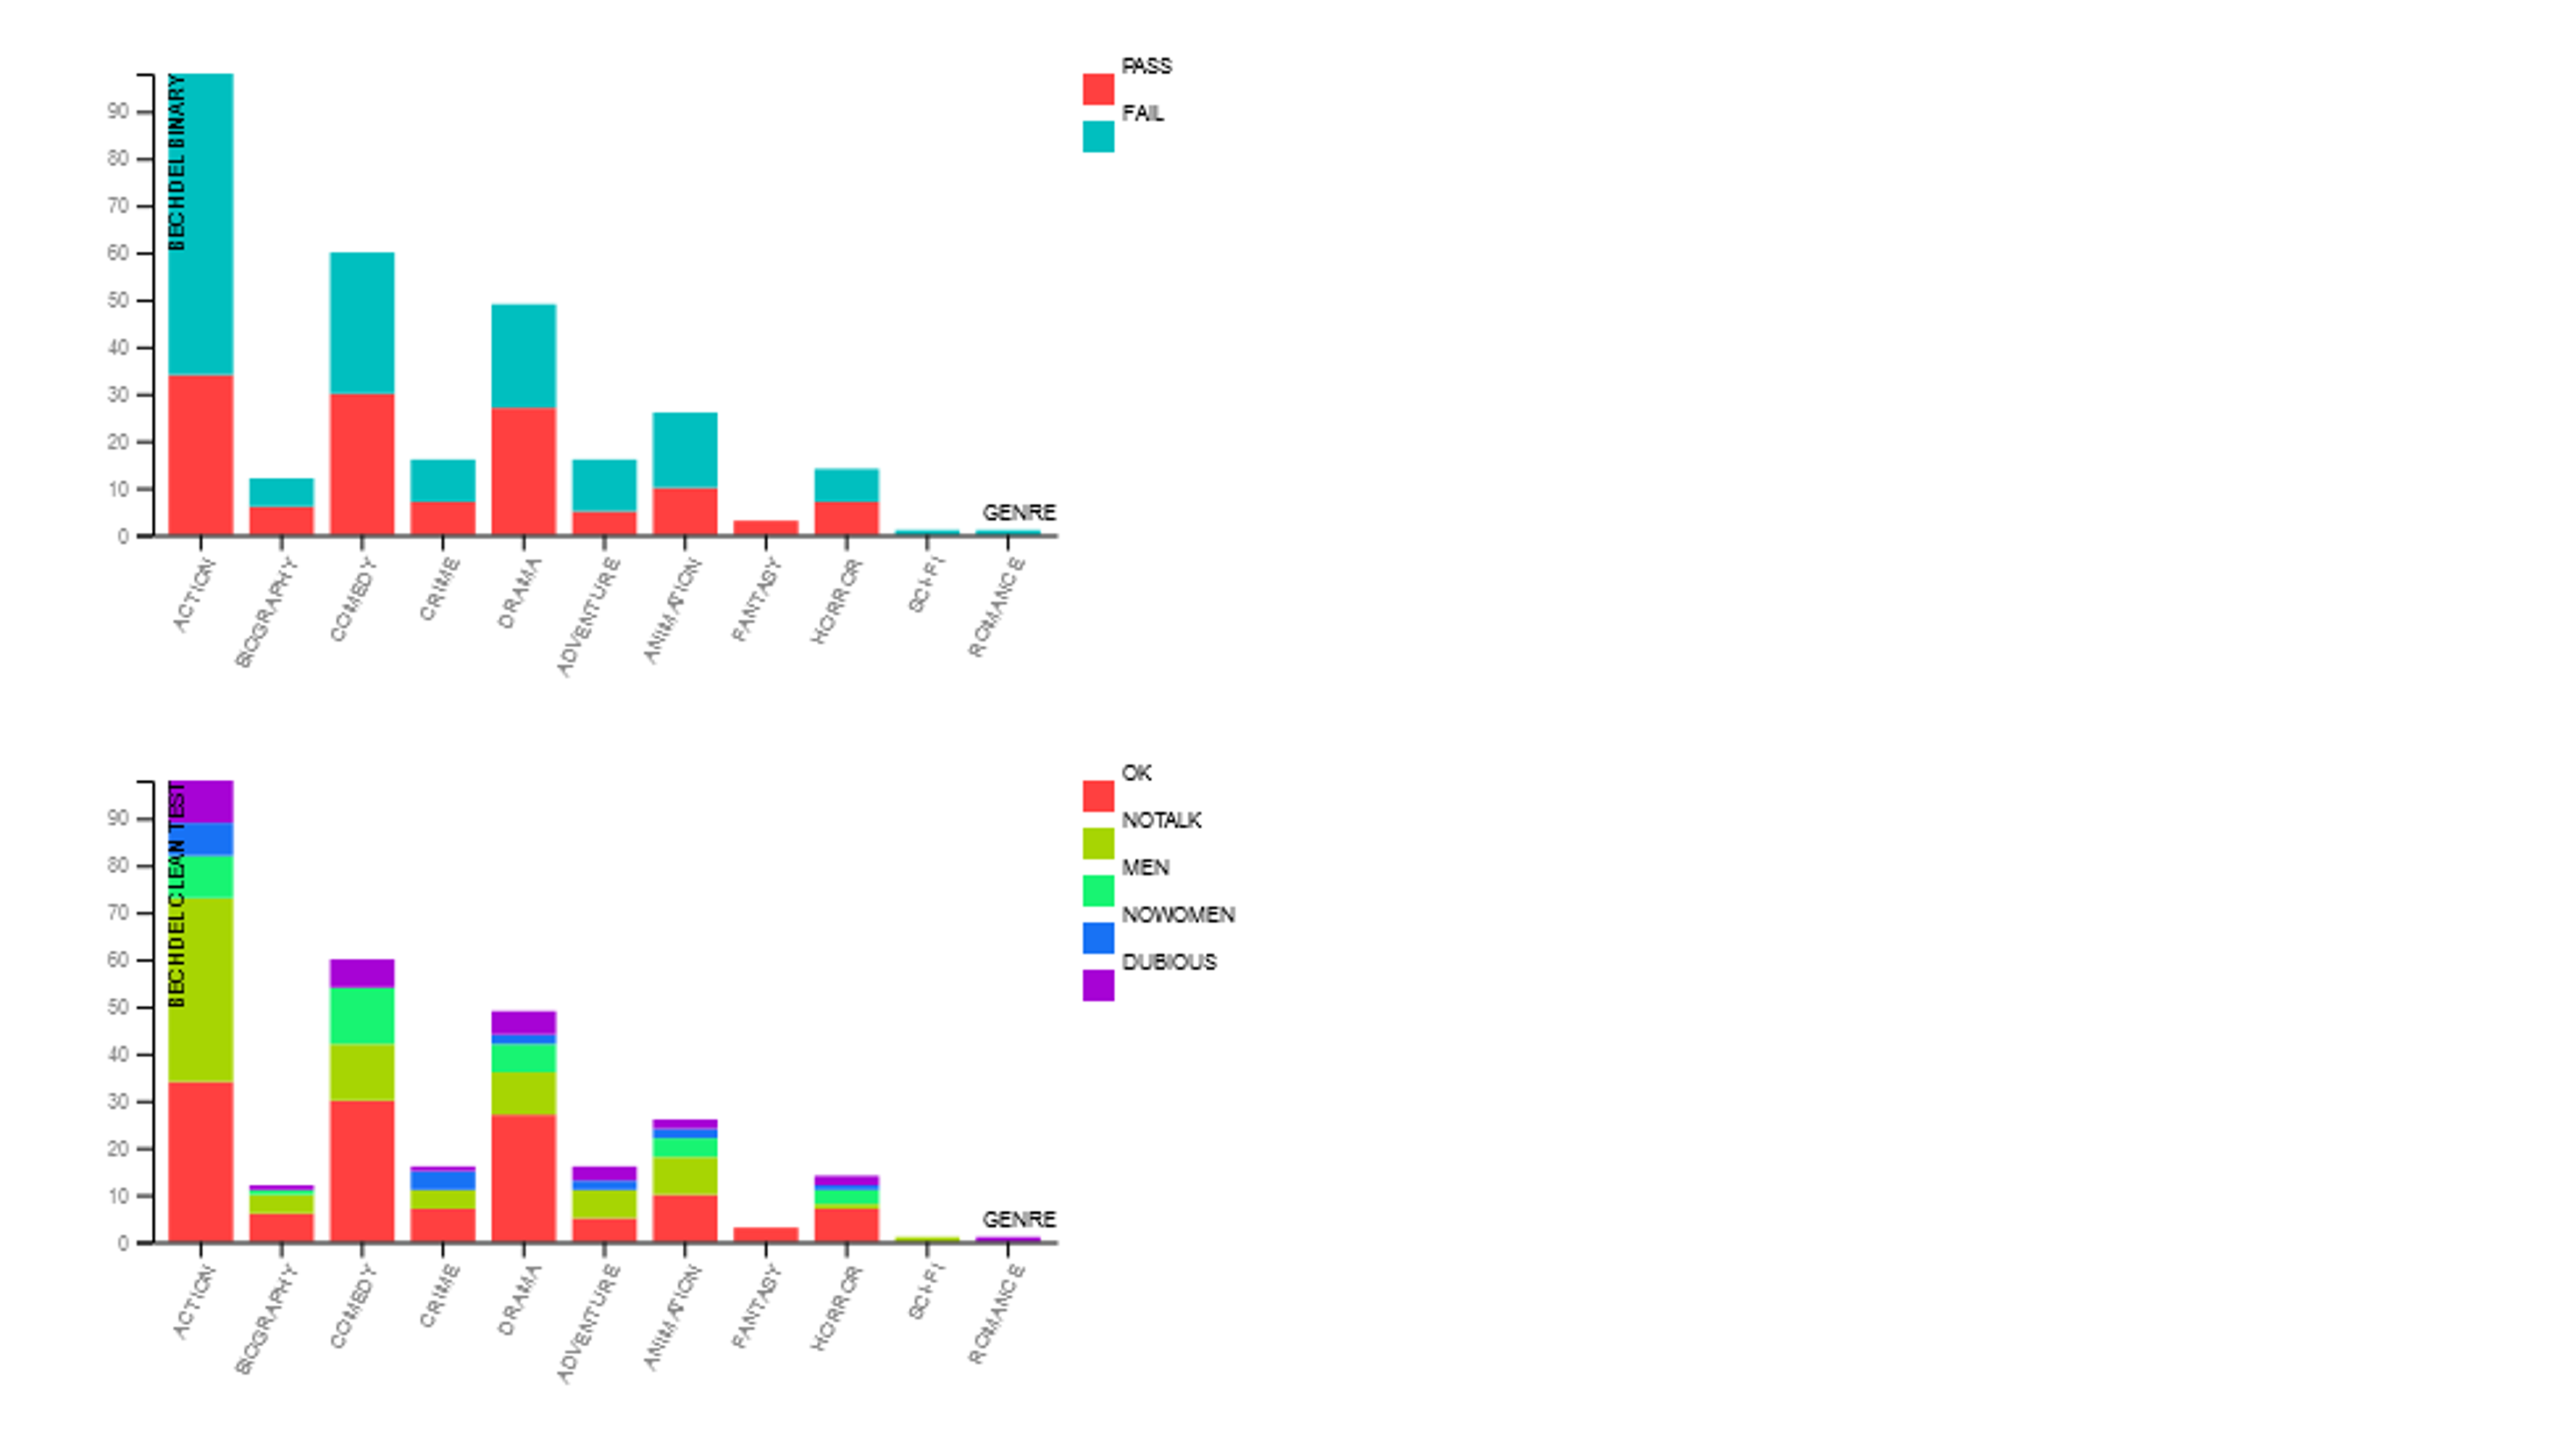 BECHDEL BINARY
90
80
70
60
50
40
30
20
10
0
GENRE
ACTION
BIOGRAPHY
COMEDY
CRIME
DRAMA
ADVENTURE
ANIMATION
FANTASY
HORROR
SCI-FI
ROMANCE
PASS
FAIL
BECHDEL CLEAN TEST
90
80
70
60
50
40
30
20
10
0
GENRE
ACTION
BIOGRAPHY
COMEDY
CRIME
DRAMA
ADVENTURE
ANIMATION
FANTASY
HORROR
SCI-FI
ROMANCE
OK
NOTALK
MEN
NOWOMEN
DUBIOUS